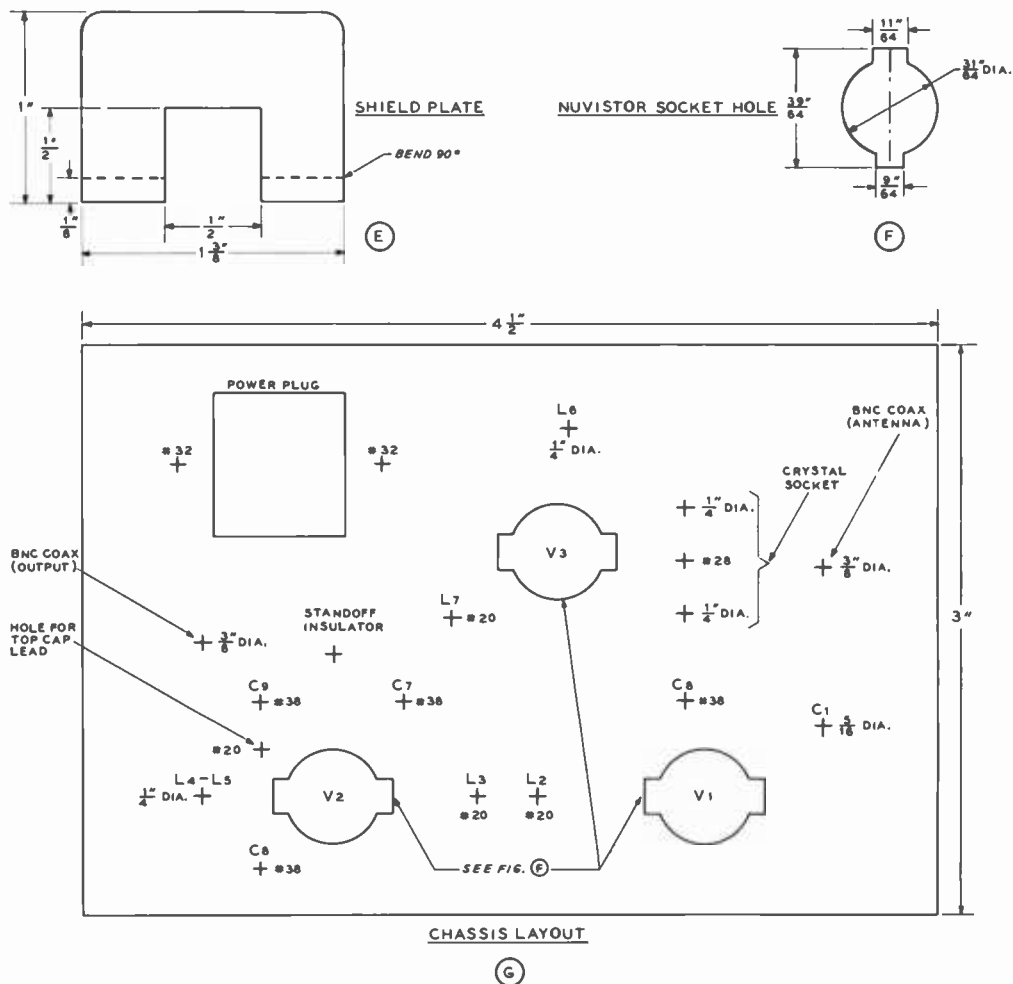 1"
1/2"
1/8"
1/2"
1 3/8"
SHIELD PLATE
BEND 90°
E
NUVISTOR SOCKET HOLE
11/64"
31/64" DIA.
39/64"
9/64"
F
4 1/2"
3"
POWER PLUG
#32
#32
L6
1/4" DIA.
BNC COAX
(ANTENNA)
CRYSTAL
SOCKET
1/4" DIA.
#28
1/4" DIA.
3/8" DIA.
V3
BNC COAX
(OUTPUT)
L7
#20
STANDOFF
INSULATOR
HOLE FOR
TOP CAP
LEAD
3/8" DIA.
C9
#38
C7
#38
C8
#38
C1
5/16 DIA.
#20
L4-L5
1/4" DIA.
V2
L3
#20
L2
#20
V1
C8
#38
SEE FIG. F
CHASSIS LAYOUT
G